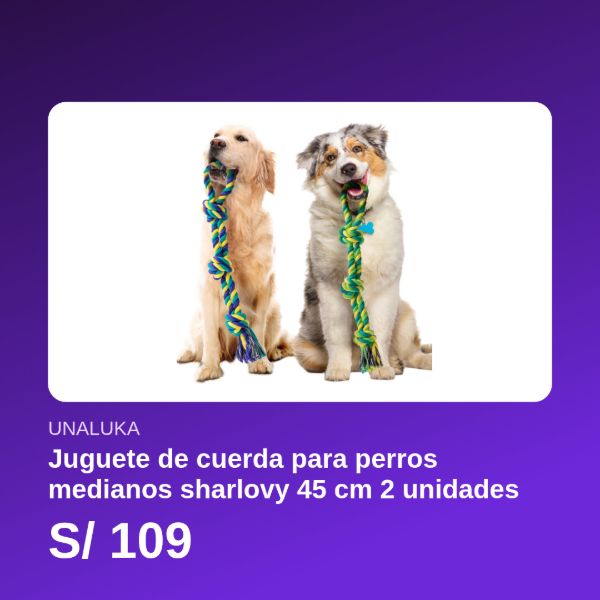 UNALUKA
Juguete de cuerda para perros
medianos sharlovy 45 cm 2 unidades
S/ 109